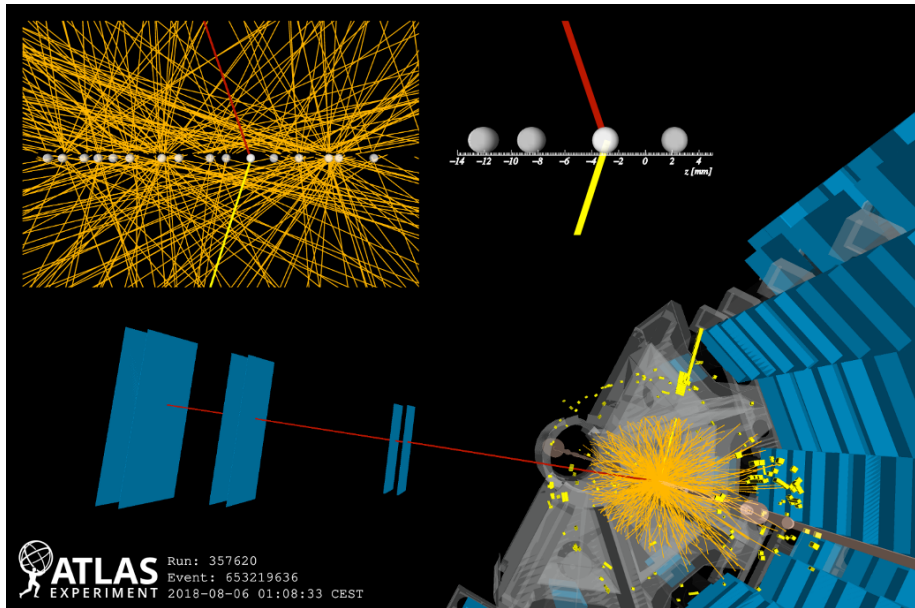 -14 -12 -10 -8 -6 -4 -2 0 2 4
z [mm]
ATLAS
EXPERIMENT
Run: 357620
Event: 653219636
2018-08-06 01:08:33 CEST